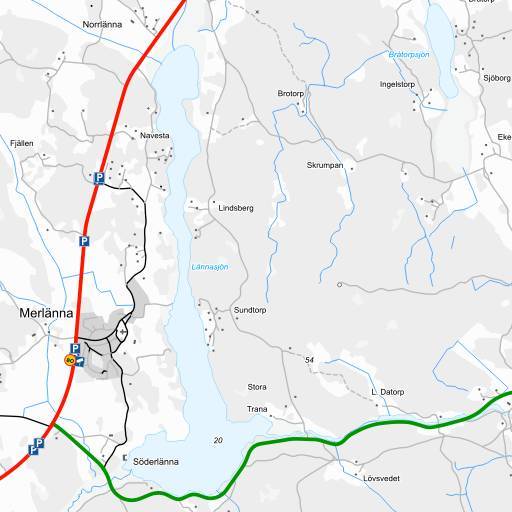 Brotorp
Norrlänna
Bråtorpsjön
Sjöborg
Ingelstorp
Brotorp
Navesta
Eke
Fjällen
Skrumpan
P
Lindsberg
P
Lännasjön
Sundtorp
Merlänna
P
80
54
Stora
Trana
L. Datorp
P
P
20
Söderlänna
Lövsvedet